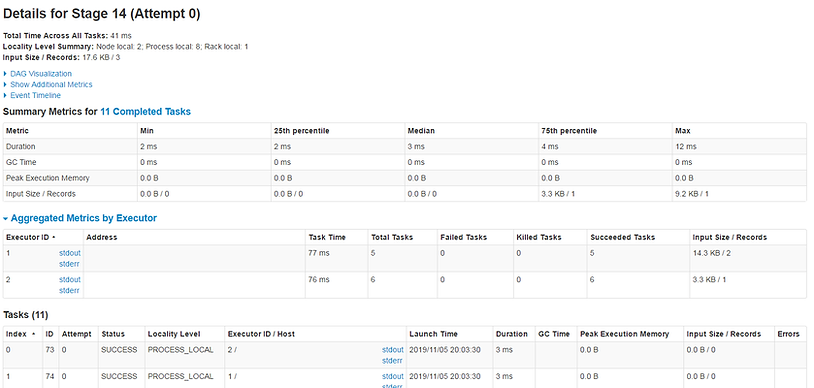 Details for Stage 14 (Attempt 0)
Total Time Across All Tasks: 41 ms
Locality Level Summary: Node local: 2; Process local: 8; Rack local: 1
Input Size / Records: 17.6 KB / 3
DAG Visualization
Show Additional Metrics
Event Timeline
Summary Metrics for 11 Completed Tasks
Metric Min 25th percentile Median 75th percentile Max
Duration 2 ms 2 ms 3 ms 4 ms 12 ms
GC Time 0 ms 0 ms 0 ms 0 ms 0 ms
Peak Execution Memory 0.0 B 0.0 B 0.0 B 0.0 B 0.0 B
Input Size / Records 0.0 B / 0 0.0 B / 0 0.0 B / 0 3.3 KB / 1 9.2 KB / 1
Aggregated Metrics by Executor
Executor ID Address Task Time Total Tasks Failed Tasks Killed Tasks Succeeded Tasks Input Size / Records
1 stdout 77 ms 5 0 0 5 14.3 KB / 2
stderr
2 stdout 76 ms 6 0 0 6 3.3 KB / 1
stderr
Tasks (11)
Index ID Attempt Status Locality Level Executor ID / Host Launch Time Duration GC Time Peak Execution Memory Input Size / Records Errors
0 73 0 SUCCESS PROCESS_LOCAL 2 / stdout 2019/11/05 20:03:30 3 ms 0.0 B 0.0 B / 0
stderr
1 74 0 SUCCESS PROCESS_LOCAL 1 / stdout 2019/11/05 20:03:30 3 ms 0.0 B 0.0 B / 0
stderr